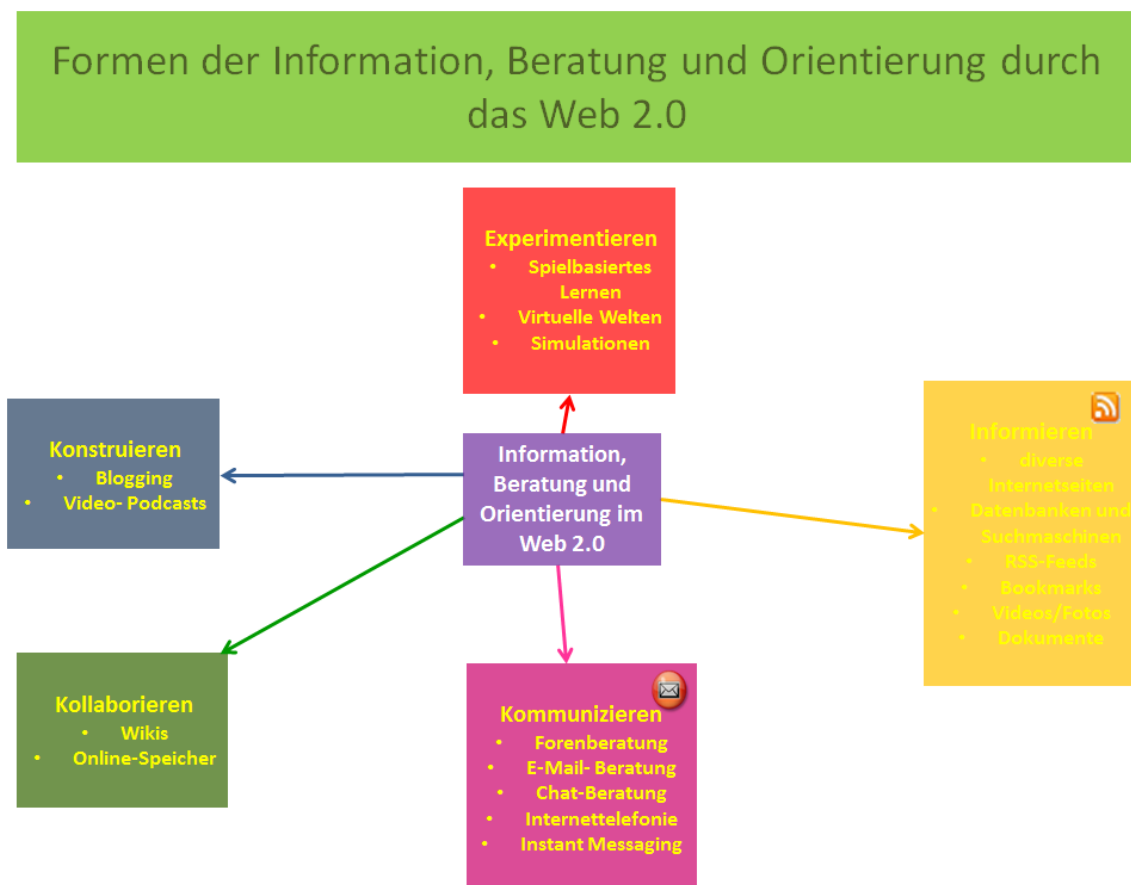 Formen der Information, Beratung und Orientierung durch
das Web 2.0
Experimentieren
• Spielbasiertes
Lernen
• Virtuelle Welten
• Simulationen
Konstruieren
• Blogging
• Video- Podcasts
Information,
Beratung und
Orientierung im
Web 2.0
Informieren
• diverse
Internetseiten
• Datenbanken und
Suchmaschinen
• RSS-Feeds
• Bookmarks
• Videos/Fotos
• Dokumente
Kollaborieren
• Wikis
• Online-Speicher
Kommunizieren
• Forenberatung
• E-Mail- Beratung
• Chat-Beratung
• Internettelefonie
• Instant Messaging